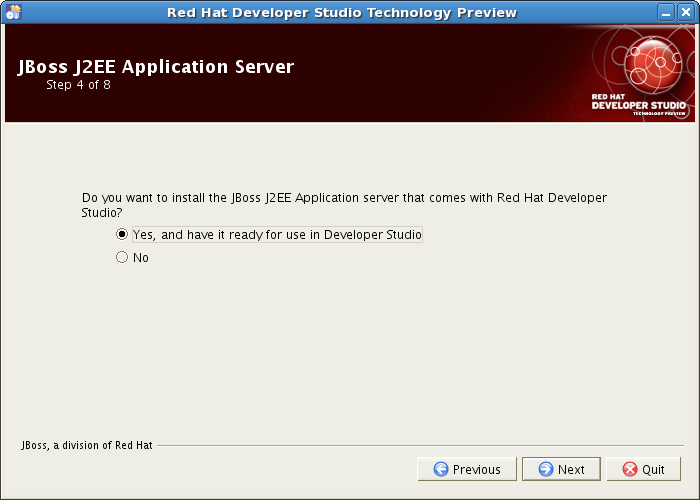 Red Hat Developer Studio Technology Preview
JBoss J2EE Application Server
Step 4 of 8
RED HAT
DEVELOPER STUDIO
TECHNOLOGY PREVIEW
Do you want to install the JBoss J2EE Application server that comes with Red Hat Developer
Studio?
Yes, and have it ready for use in Developer Studio
No
JBoss, a division of Red Hat
Previous
Next
Quit